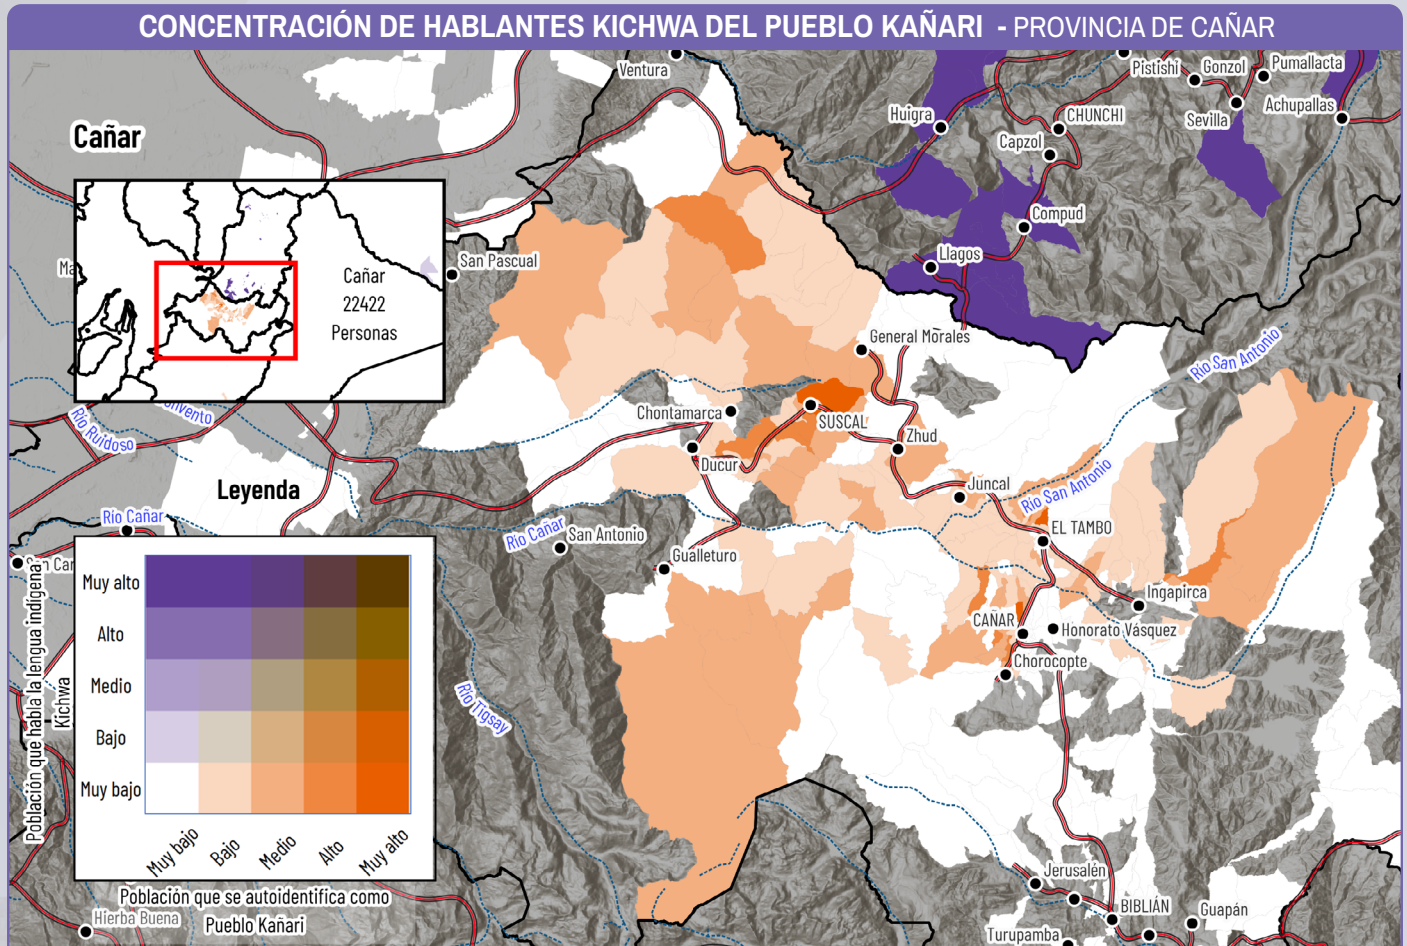 CONCENTRACIÓN DE HABLANTES KICHWA DEL PUEBLO KAÑARI - PROVINCIA DE CAÑAR
Ventura
Pistishi
Gonzol
Pumallacta
Huigra
CHUNCHI
Sevilla
Achupallas
Cañar
Capzol
Compud
San Pascual
Llagos
Cañar
22422
Personas
General Morales
Río San Antonio
Chontamarca
SUSCAL
Zhud
Río Ruidoso
Ducur
Leyenda
Juncal
Río San Antonio
Río Cañar
Río Cañar
San Antonio
EL TAMBO
Gualleturo
Ingapirca
CAÑAR
Honorato Vásquez
Chorocopte
Río Tigsay
Población que habla la lengua indígena
Kichwa
Muy alto
Alto
Medio
Bajo
Muy bajo
Muy bajo
Bajo
Medio
Alto
Muy alto
Población que se autoidentifica como
Pueblo Kañari
Hierba Buena
Jerusalén
BIBLIÁN
Guapán
Turupamba